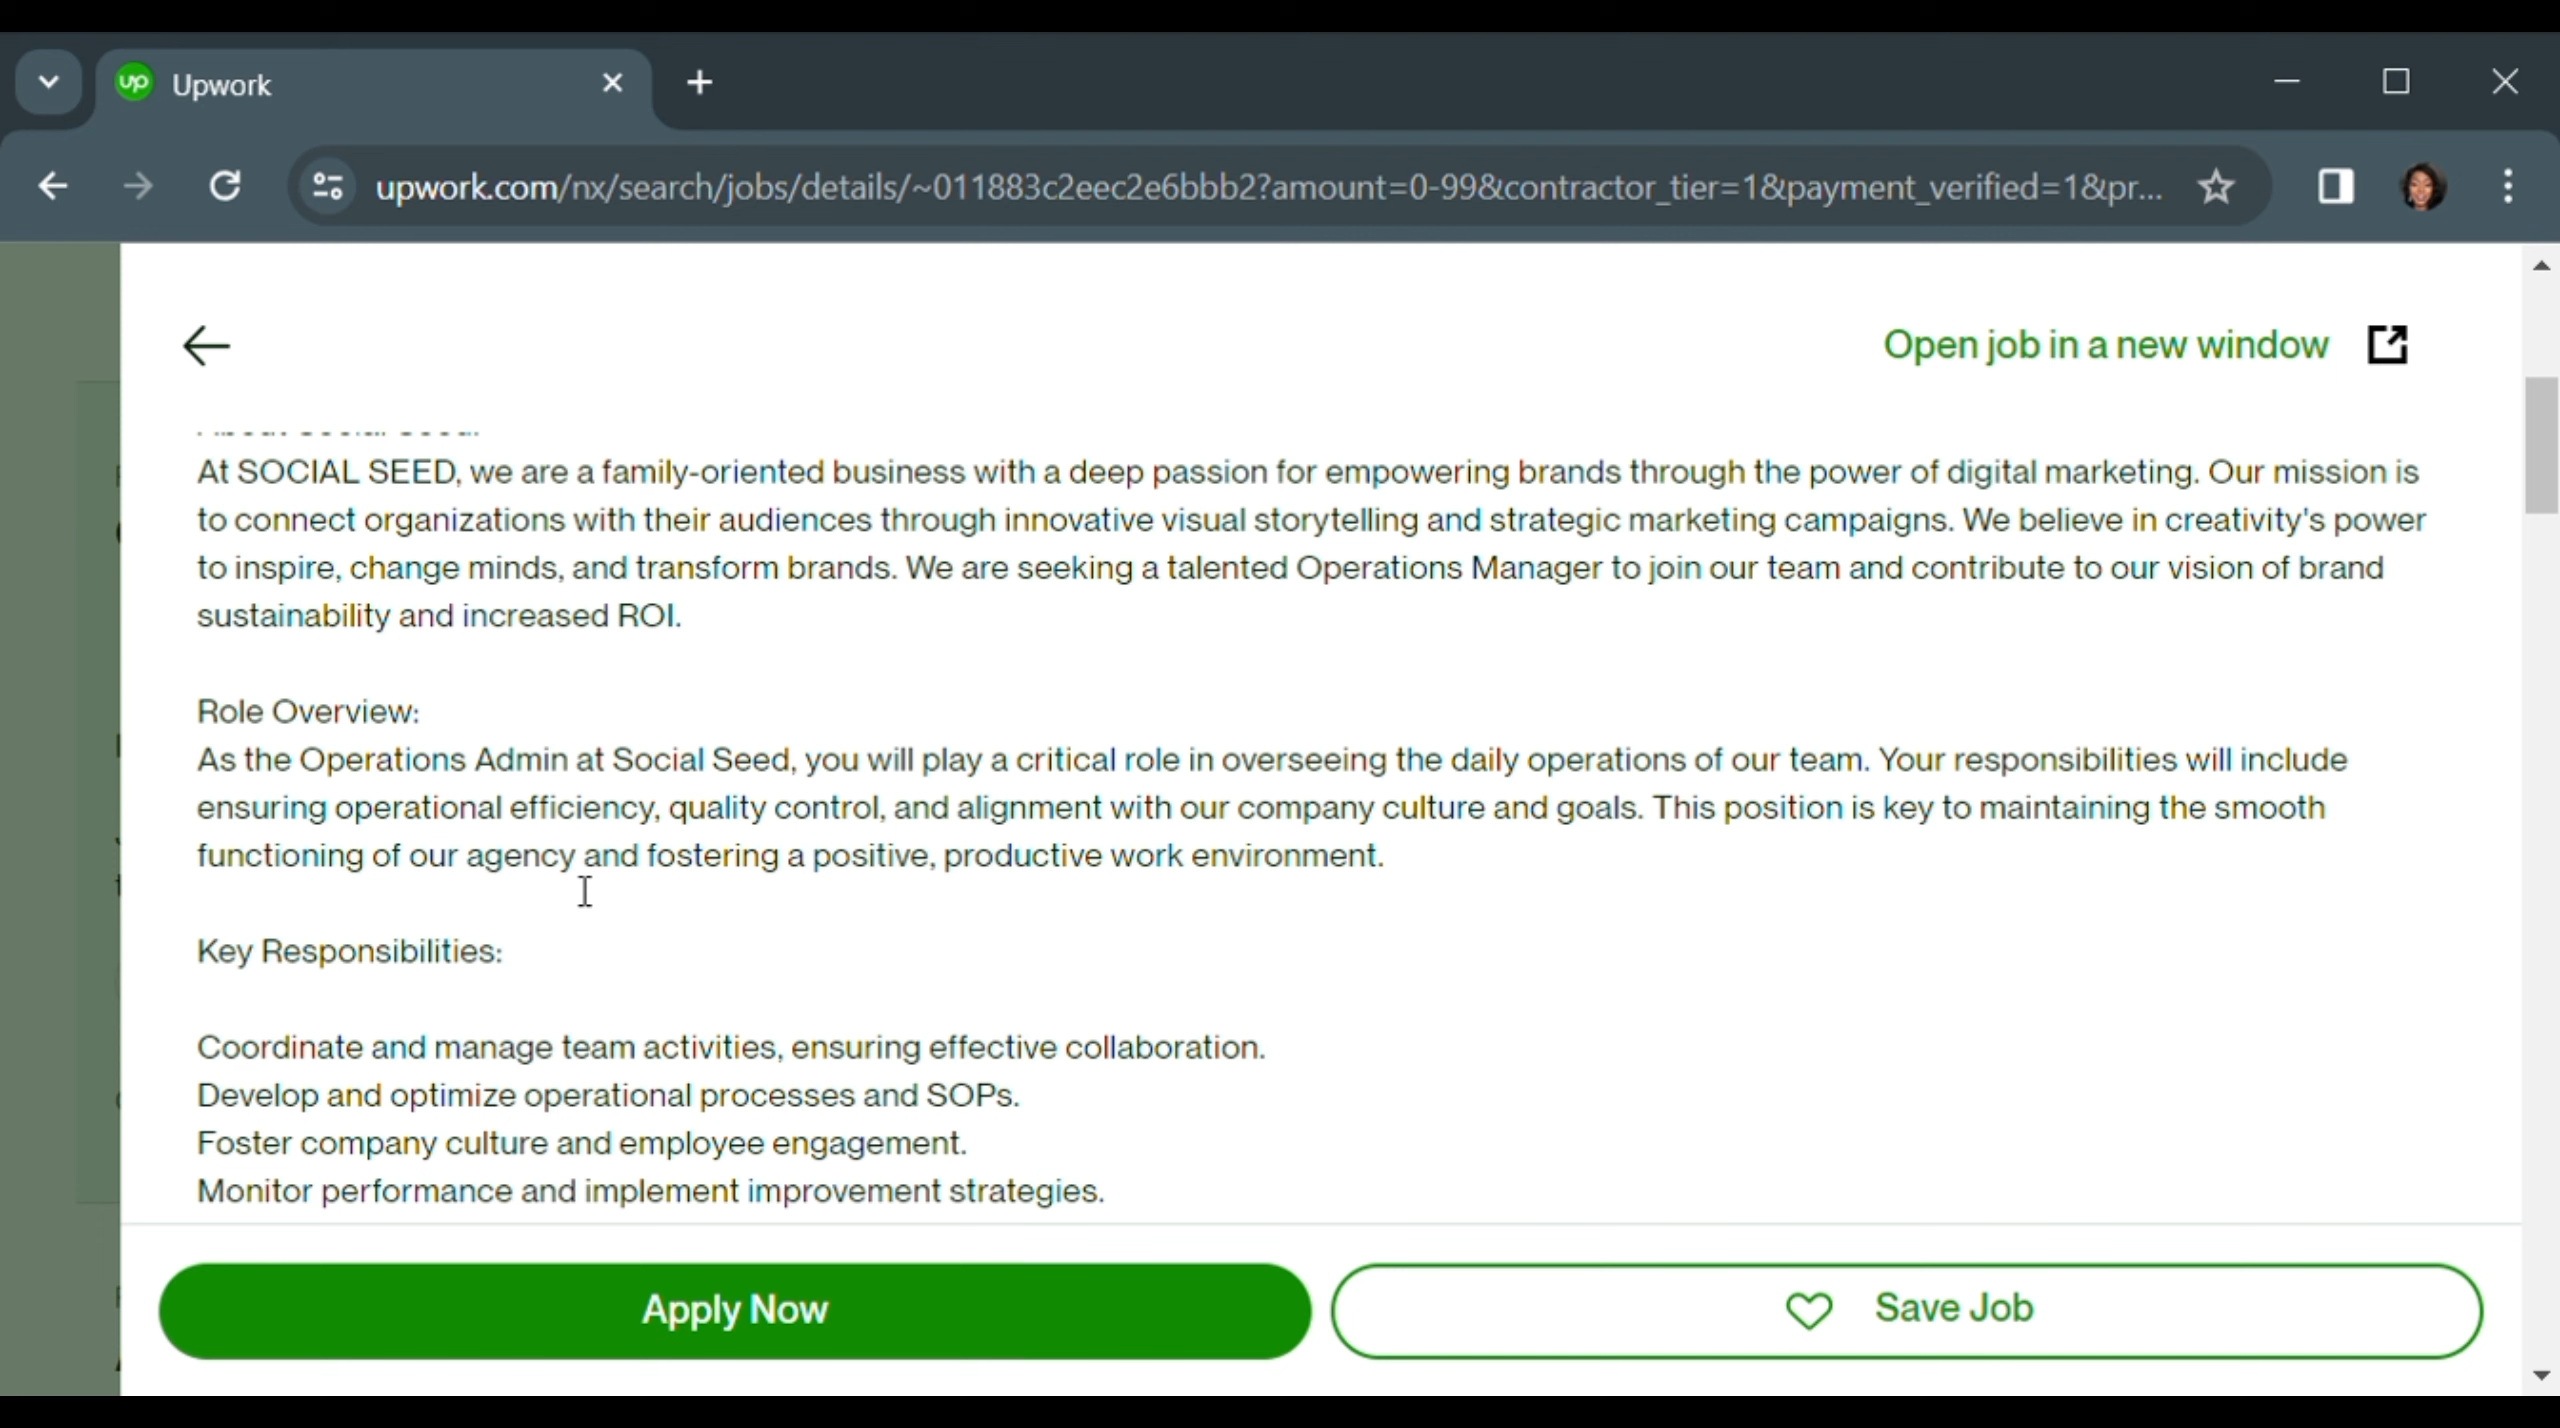 up Upwork
upwork.com/nx/search/jobs/details/~011883c2eec2e6bbb2?amount=0-99&contractor_tier=1&payment_verified=1&pr...
Open job in a new window
At SOCIAL SEED, we are a family-oriented business with a deep passion for empowering brands through the power of digital marketing. Our mission is
to connect organizations with their audiences through innovative visual storytelling and strategic marketing campaigns. We believe in creativity's power
to inspire, change minds, and transform brands. We are seeking a talented Operations Manager to join our team and contribute to our vision of brand
sustainability and increased ROI.
Role Overview:
As the Operations Admin at Social Seed, you will play a critical role in overseeing the daily operations of our team. Your responsibilities will include
ensuring operational efficiency, quality control, and alignment with our company culture and goals. This position is key to maintaining the smooth
functioning of our agency and fostering a positive, productive work environment.
Key Responsibilities:
Coordinate and manage team activities, ensuring effective collaboration.
Develop and optimize operational processes and SOPs.
Foster company culture and employee engagement.
Monitor performance and implement improvement strategies.
Apply Now
Save Job